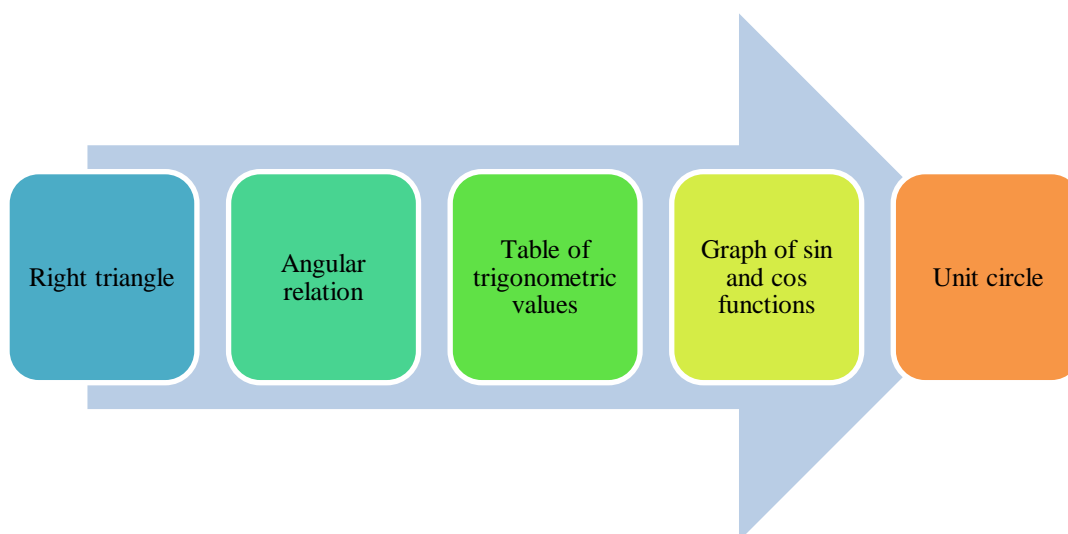 Right triangle
Angular
relation
Table of
trigonometric
values
Graph of sin
and cos
functions
Unit circle